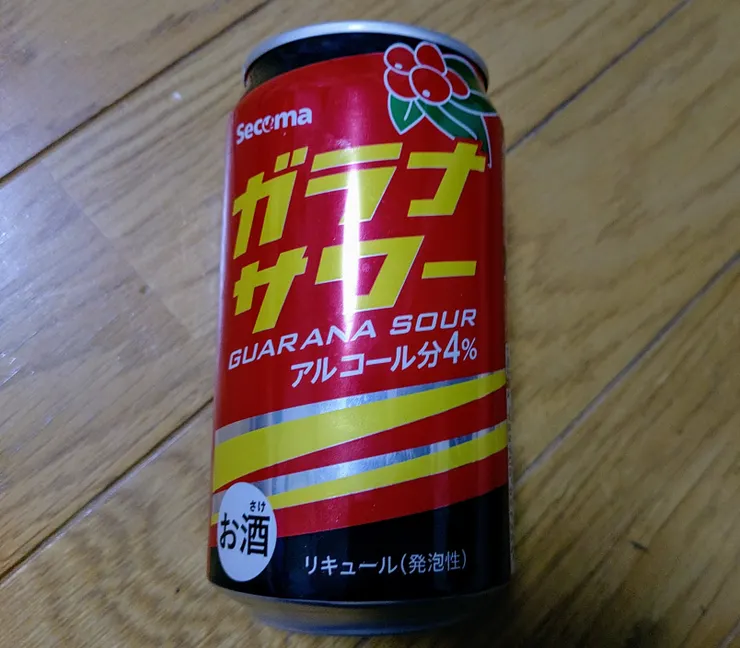 Secoma
ガラナ
サワー
GUARANA SOUR
アルコール分4%
さけ
お酒
リキュール(発泡性)